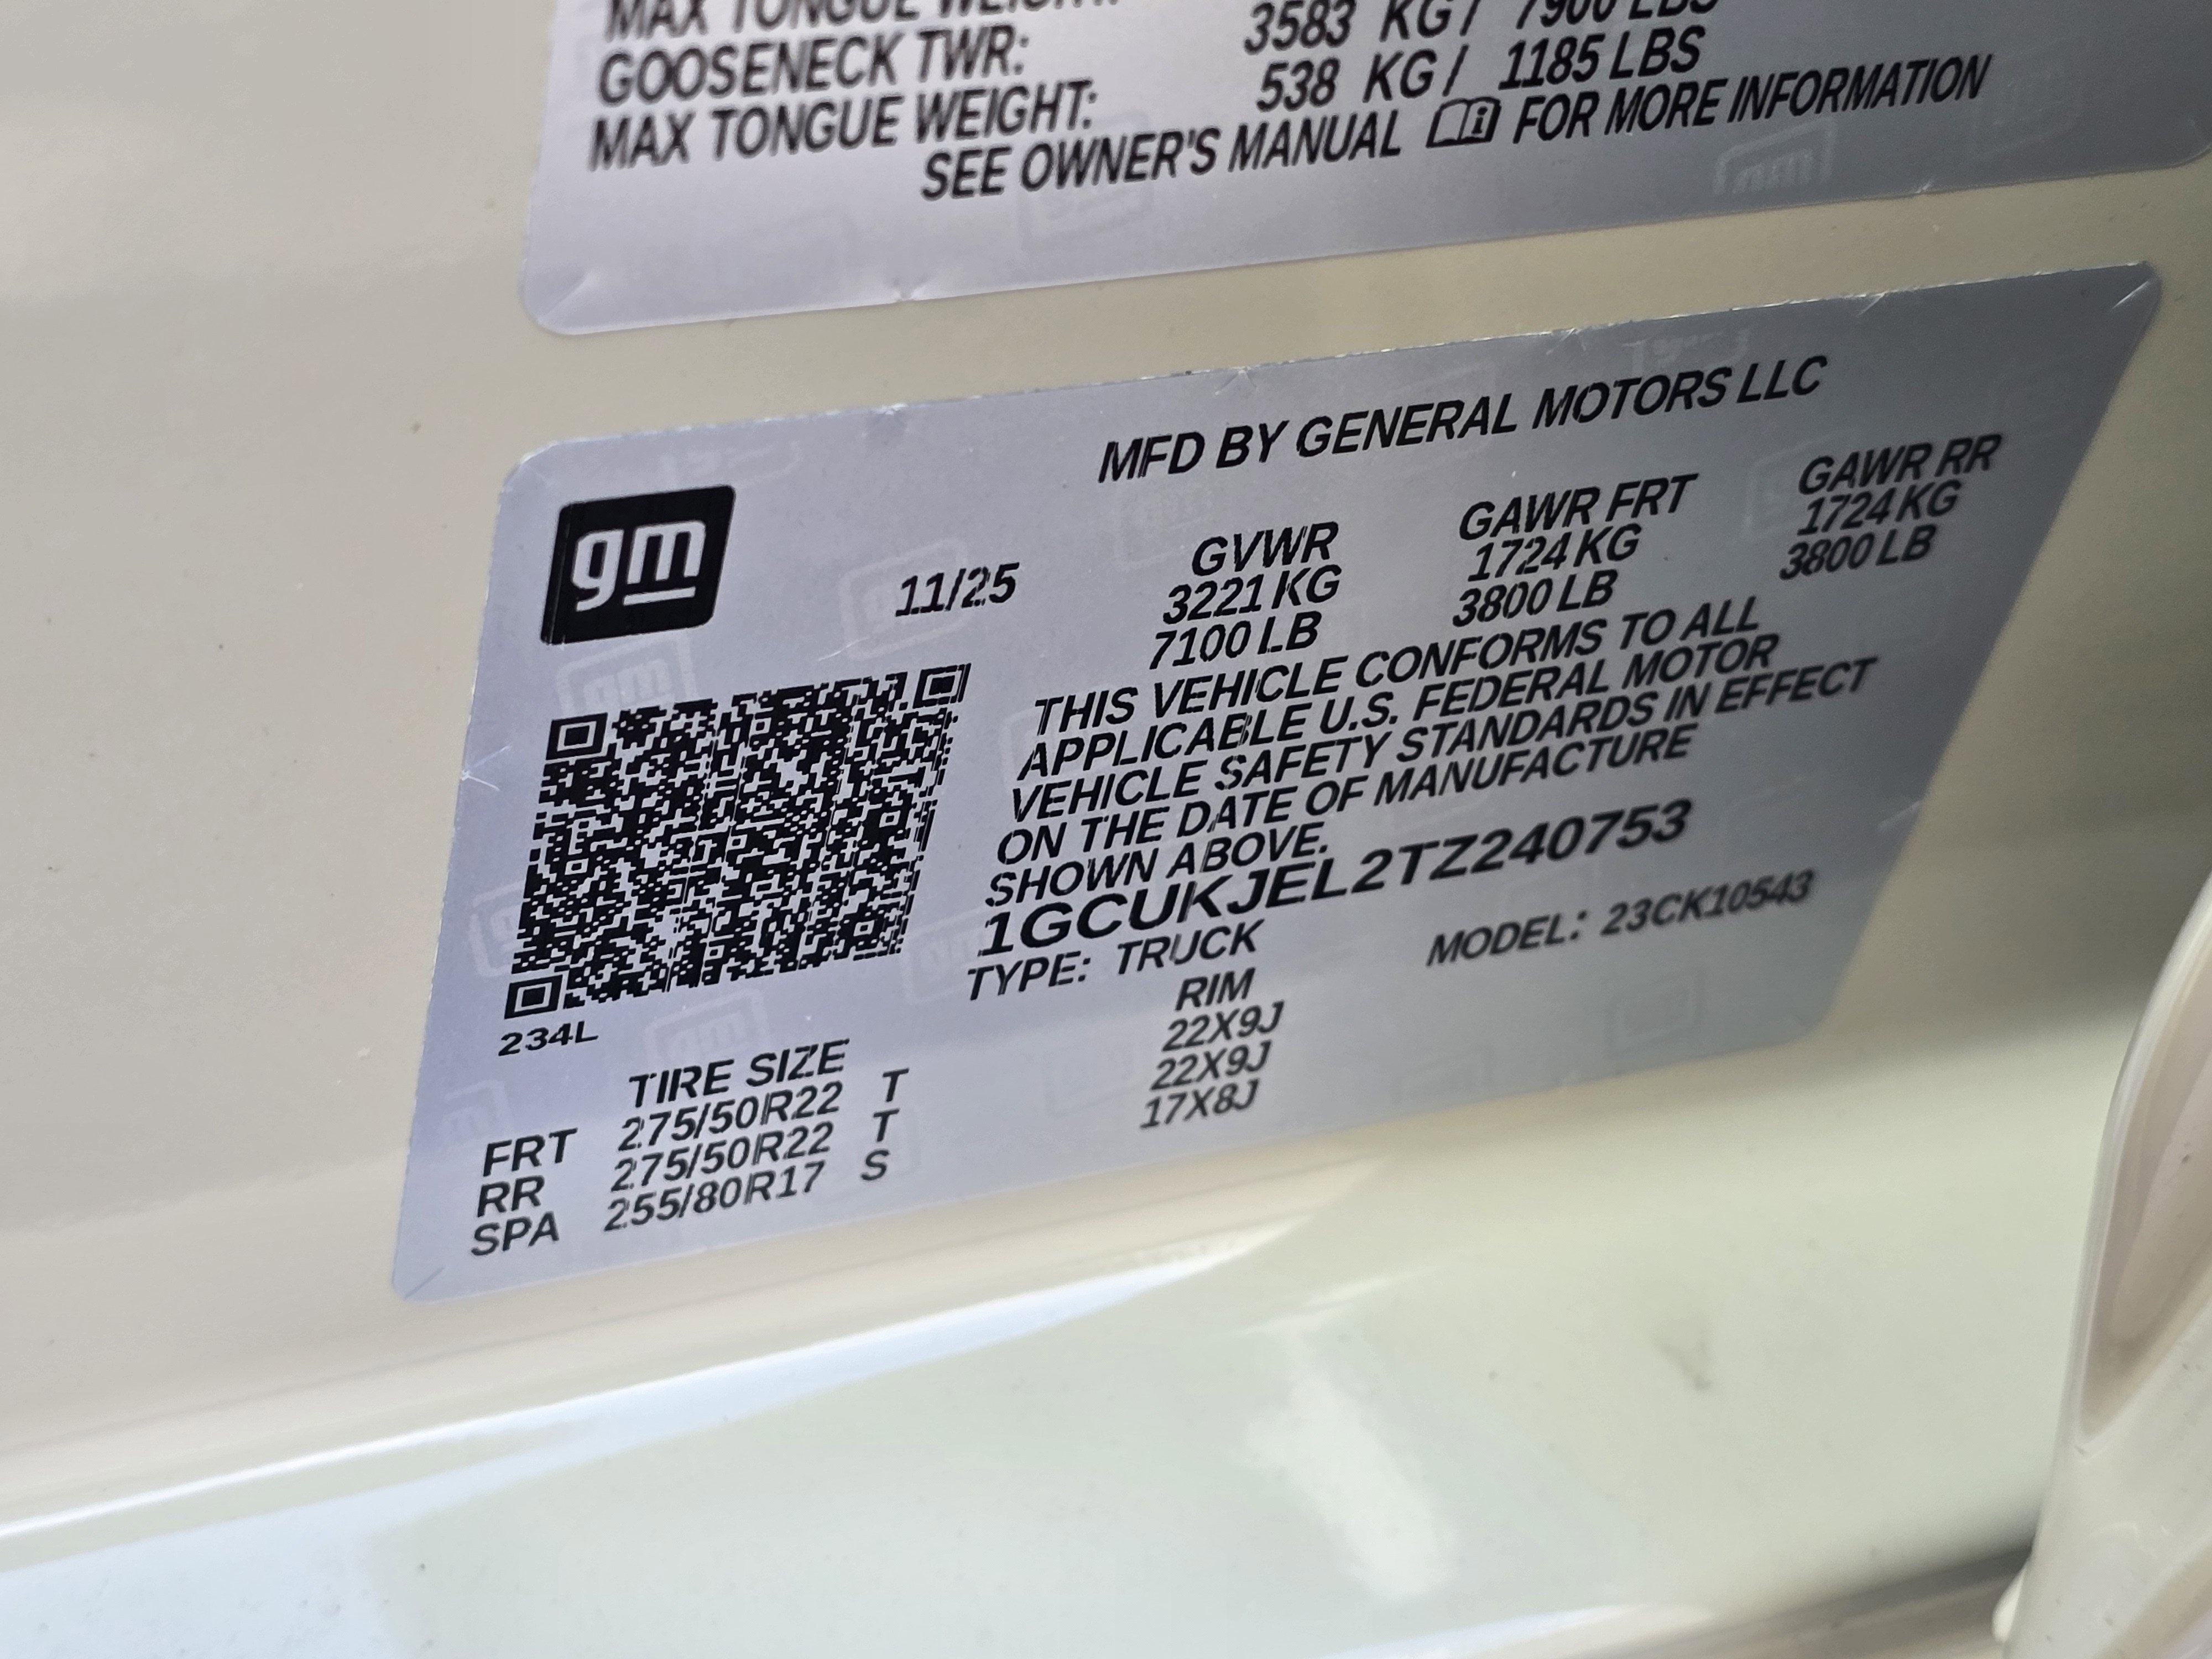 MAX TONGUE WEIGHT:
GOOSENECK TWR: 3583 KG / 7900 LBS
MAX TONGUE WEIGHT: 538 KG / 1185 LBS
SEE OWNER'S MANUAL FOR MORE INFORMATION
MFD BY GENERAL MOTORS LLC
gm
11/25
GVWR GAWR FRT GAWR RR
3221 KG 1724 KG 1724 KG
7100 LB 3800 LB 3800 LB
THIS VEHICLE CONFORMS TO ALL
APPLICABLE U.S. FEDERAL MOTOR
VEHICLE SAFETY STANDARDS IN EFFECT
ON THE DATE OF MANUFACTURE
SHOWN ABOVE.
1GCUKJEL2TZ240753
TYPE: TRUCK MODEL: 23CK10543
234L
TIRE SIZE RIM
FRT 275/50R22 T 22X9J
RR 275/50R22 T 22X9J
SPA 255/80R17 S 17X8J